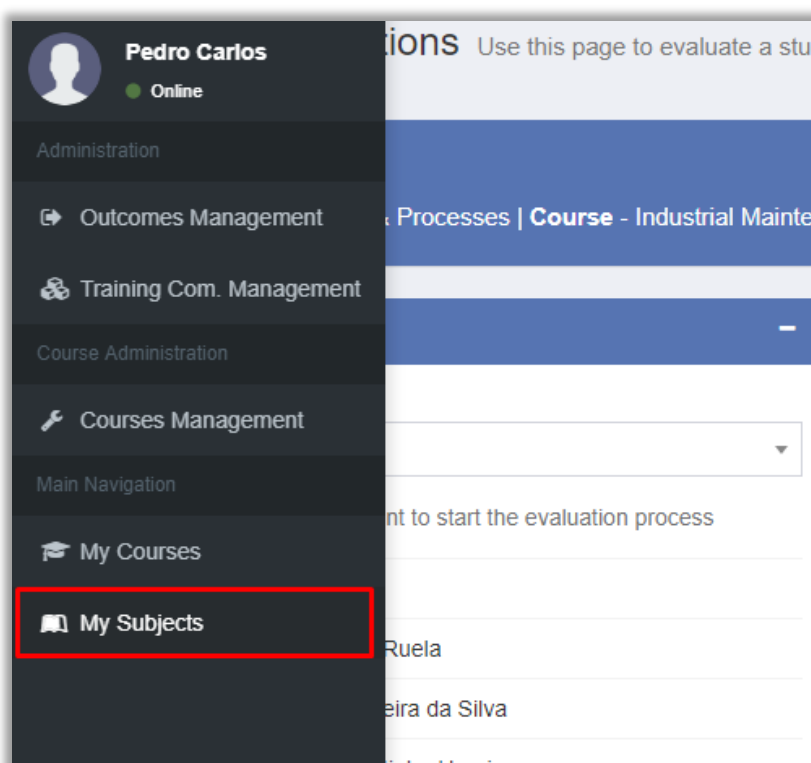 Pedro Carlos
Online
Administration
Outcomes Management
Training Com. Management
Course Administration
Courses Management
Main Navigation
My Courses
My Subjects
ions Use this page to evaluate a stu
Processes | Course - Industrial Mainte
nt to start the evaluation process
Ruela
eira da Silva